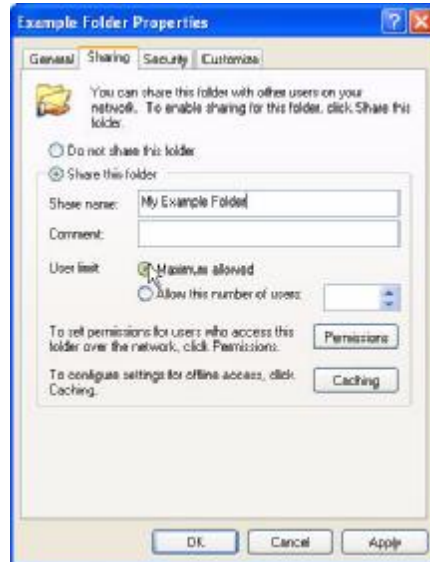 Example Folder Properties
General Sharing Security Customize
You can share this folder with other users on your
network. To enable sharing for this folder, click Share this
folder.
Do not share this folder
Share this folder
Share name: My Example Folder
Comment:
User limit: Maximum allowed
Allow this number of users:
To set permissions for users who access this
folder over the network, click Permissions.
Permissions
To configure settings for offline access, click
Caching.
Caching
OK Cancel Apply